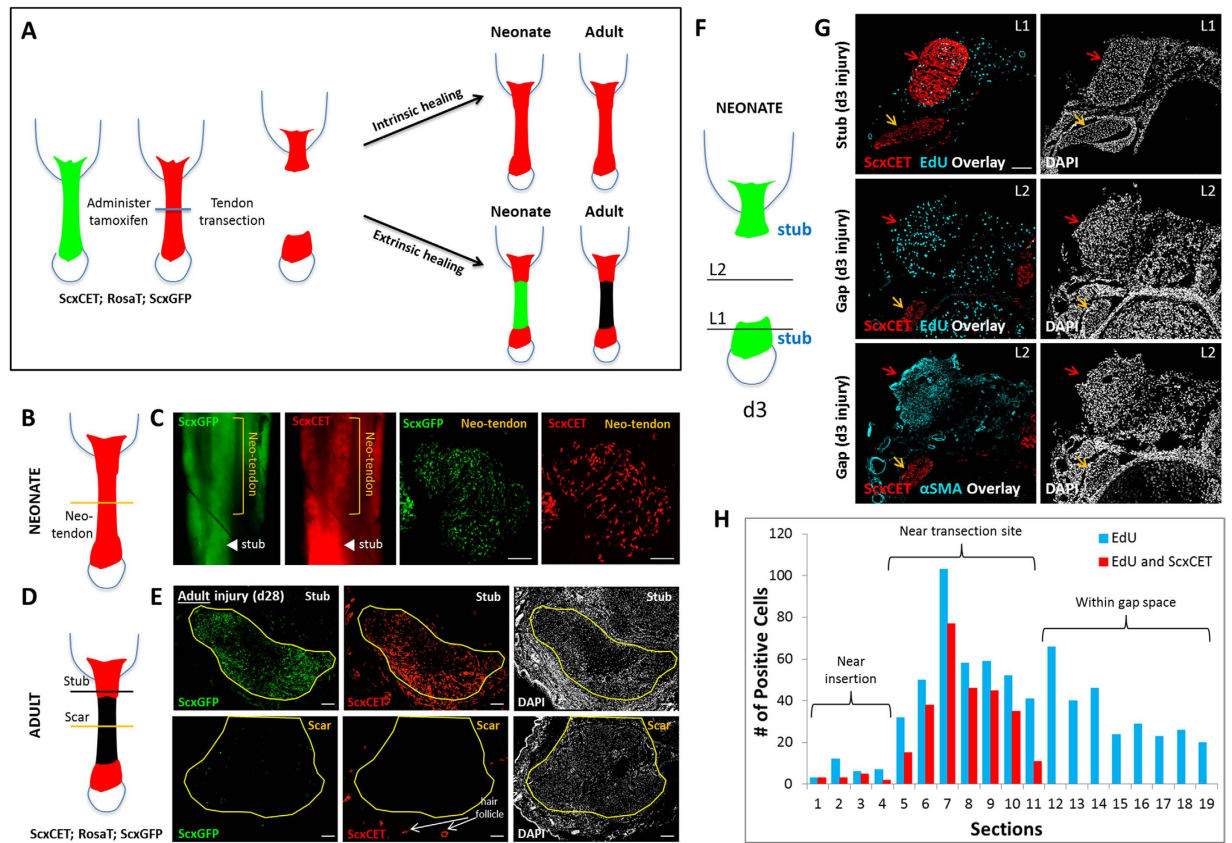 A
Neonate
Adult
Intrinsic healing
Administer
tamoxifen
Tendon
transection
Neonate
Adult
Extrinsic healing
ScxCET; RosaT; ScxGFP
B
NEONATE
Neo-
tendon
C
ScxGFP
Neo-tendon
stub
ScxCET
Neo-tendon
stub
ScxGFP
Neo-tendon
ScxCET
Neo-tendon
D
ADULT
Stub
Scar
ScxCET; RosaT; ScxGFP
E
Adult injury (d28)
Stub
ScxGFP
Stub
ScxCET
Stub
DAPI
Scar
ScxGFP
Scar
hair
follicle
ScxCET
Scar
DAPI
F
NEONATE
stub
L2
L1
stub
d3
G
Stub (d3 injury)
L1
ScxCET EdU Overlay
L1
DAPI
Gap (d3 injury)
L2
ScxCET EdU Overlay
L2
DAPI
Gap (d3 injury)
L2
ScxCET αSMA Overlay
L2
DAPI
H
# of Positive Cells
120
100
80
60
40
20
0
Near transection site
EdU
EdU and ScxCET
Within gap space
Near
insertion
1 2 3 4 5 6 7 8 9 10 11 12 13 14 15 16 17 18 19
Sections